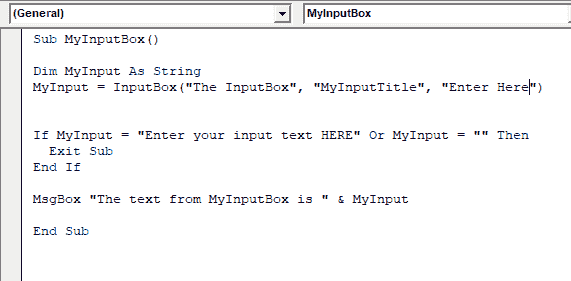 (General) MyInputBox
Sub MyInputBox()
Dim MyInput As String
MyInput = InputBox("The InputBox", "MyInputTitle", "Enter Here")
If MyInput = "Enter your input text HERE" Or MyInput = "" Then
Exit Sub
End If
MsgBox "The text from MyInputBox is " & MyInput
End Sub